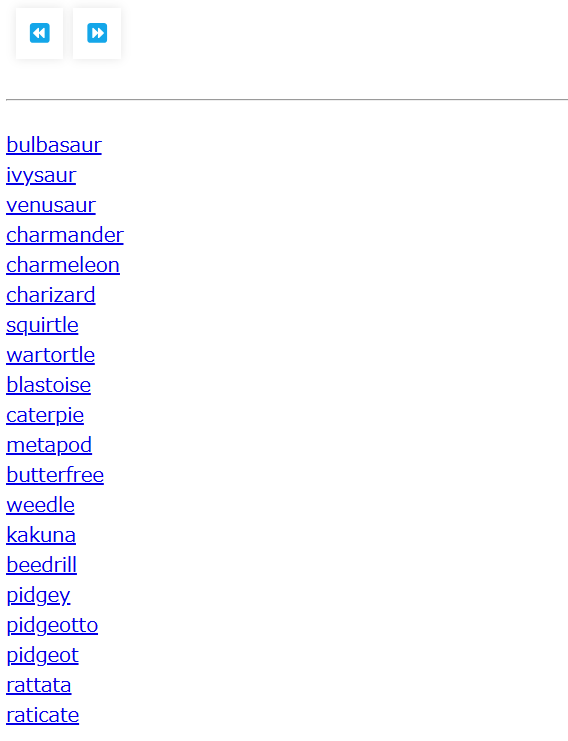 bulbasaur
ivysaur
venusaur
charmander
charmeleon
charizard
squirtle
wartortle
blastoise
caterpie
metapod
butterfree
weedle
kakuna
beedrill
pidgey
pidgeotto
pidgeot
rattata
raticate